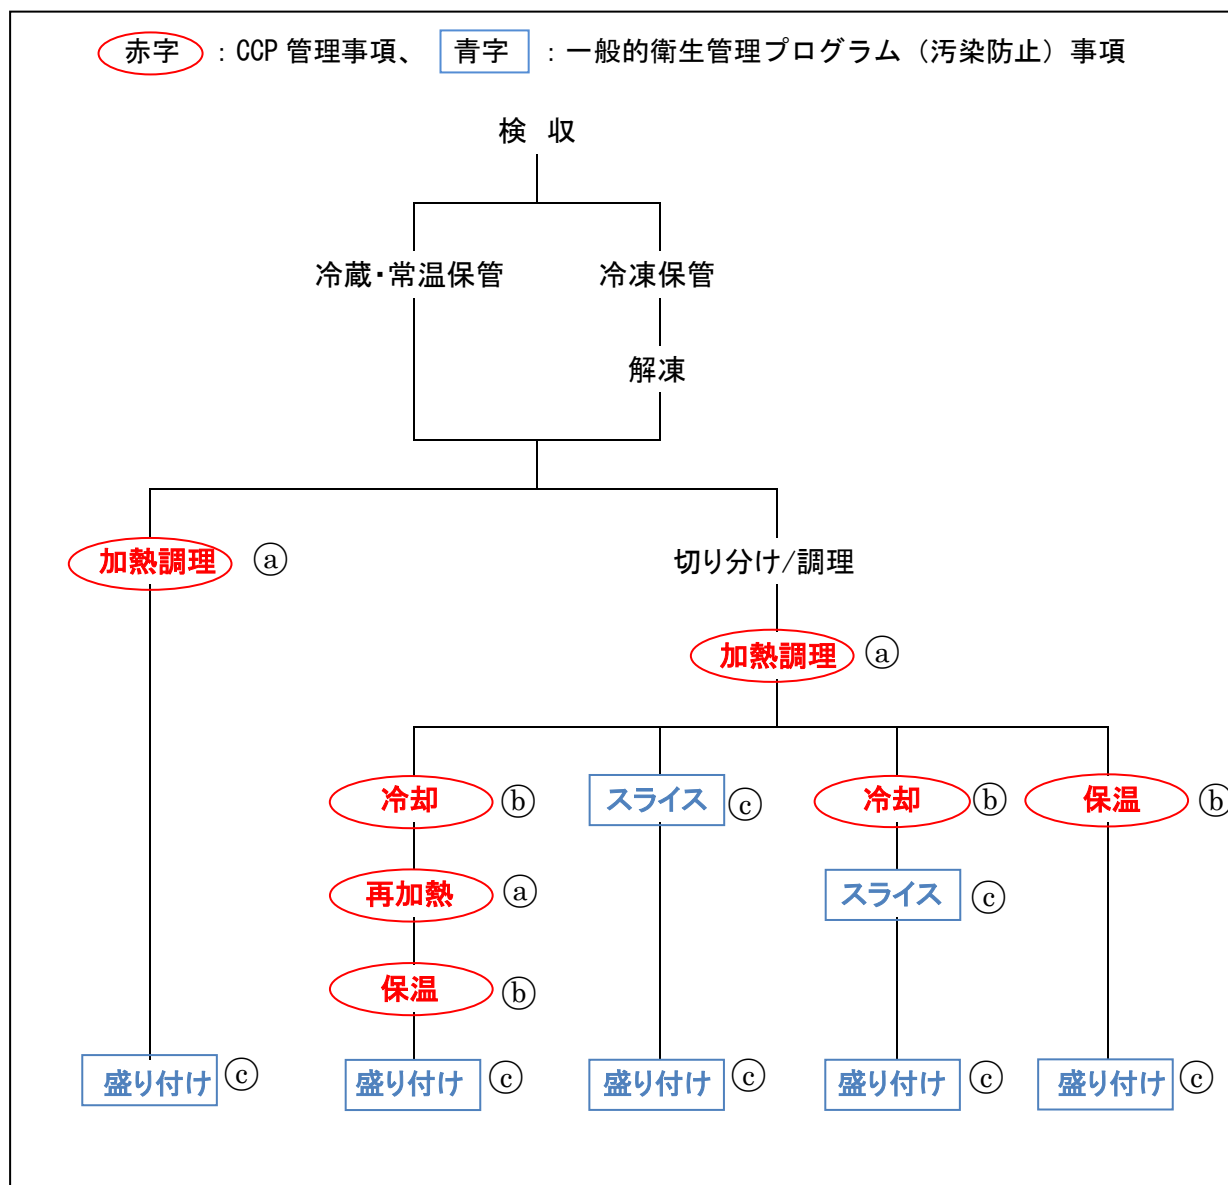 赤字 : CCP 管理事項、 青字 : 一般的衛生管理プログラム（汚染防止）事項
検 収
冷蔵・常温保管 冷凍保管
解凍
加熱調理 ⓐ 切り分け/調理
加熱調理 ⓐ
冷却 ⓑ スライス ⓒ 冷却 ⓑ 保温 ⓑ
再加熱 ⓐ スライス ⓒ
保温 ⓑ
盛り付け ⓒ 盛り付け ⓒ 盛り付け ⓒ 盛り付け ⓒ 盛り付け ⓒ